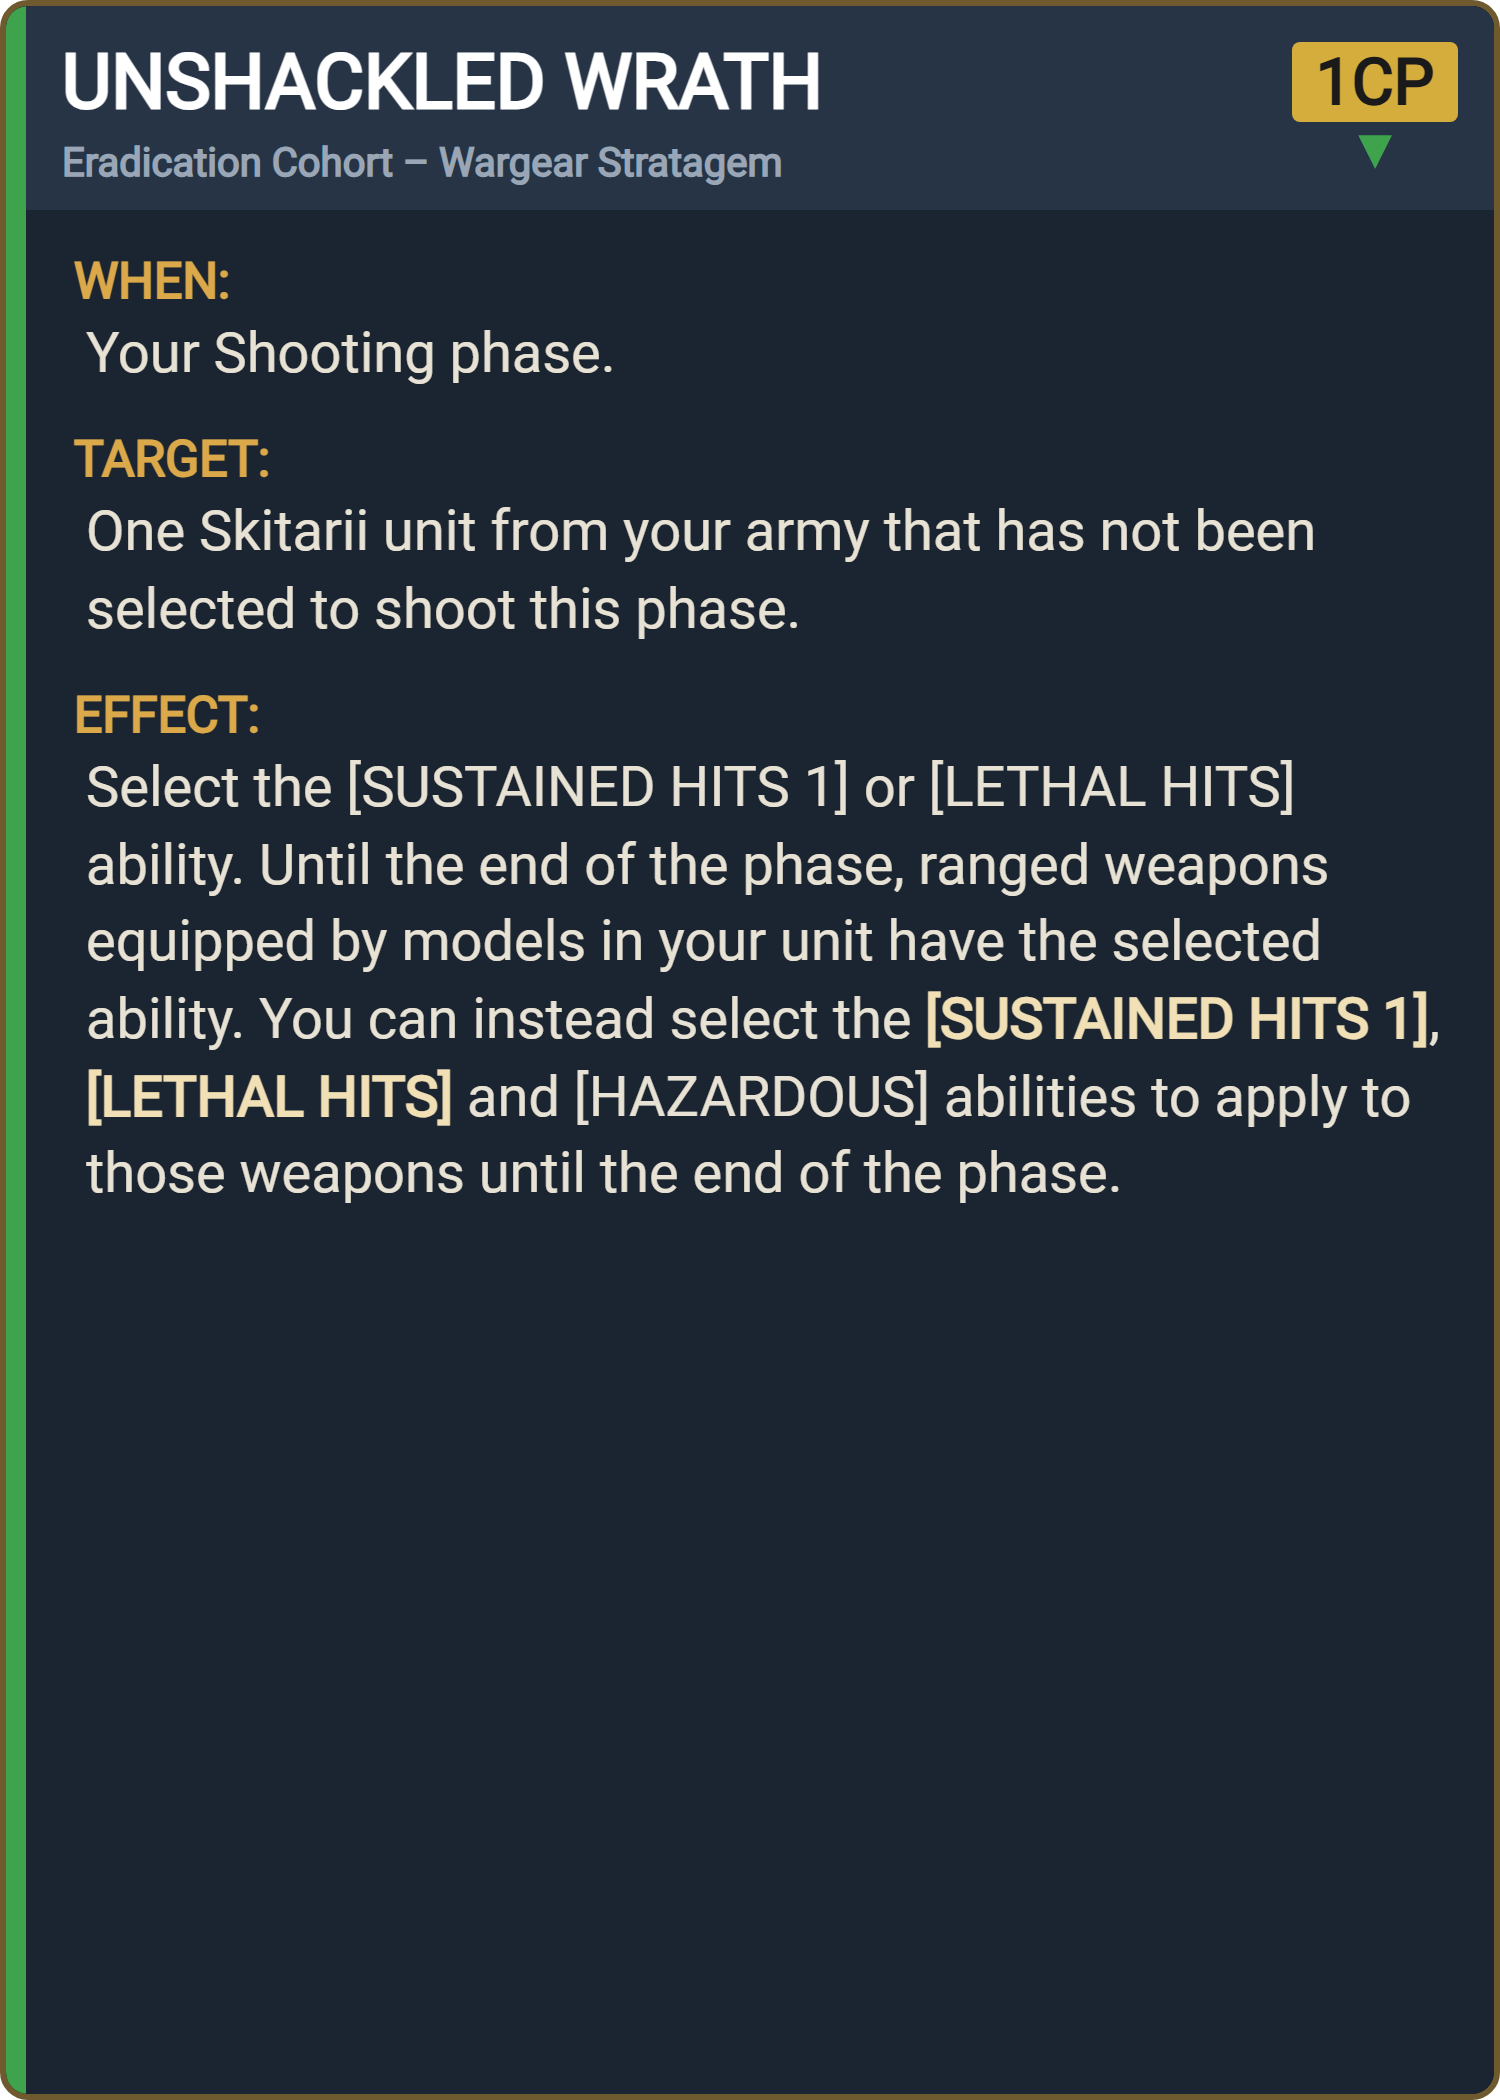 UNSHACKLED WRATH
1CP
Eradication Cohort – Wargear Stratagem
WHEN:
Your Shooting phase.
TARGET:
One Skitarii unit from your army that has not been
selected to shoot this phase.
EFFECT:
Select the [SUSTAINED HITS 1] or [LETHAL HITS]
ability. Until the end of the phase, ranged weapons
equipped by models in your unit have the selected
ability. You can instead select the [SUSTAINED HITS 1],
[LETHAL HITS] and [HAZARDOUS] abilities to apply to
those weapons until the end of the phase.